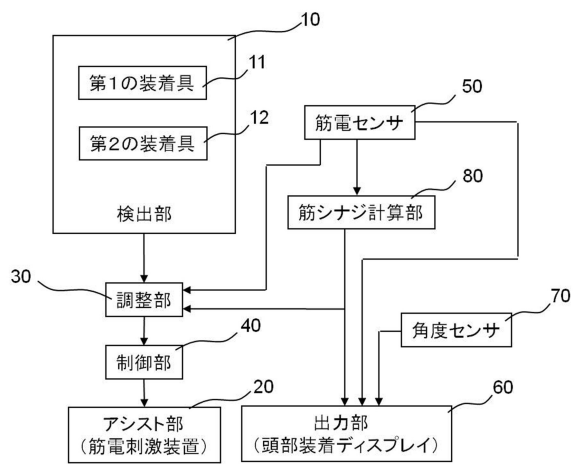 10
第1の装着具
11
第2の装着具
12
検出部
筋電センサ
50
筋シナジ計算部
80
30
調整部
角度センサ
70
制御部
40
アシスト部
(筋電刺激装置)
20
出力部
(頭部装着ディスプレイ)
60